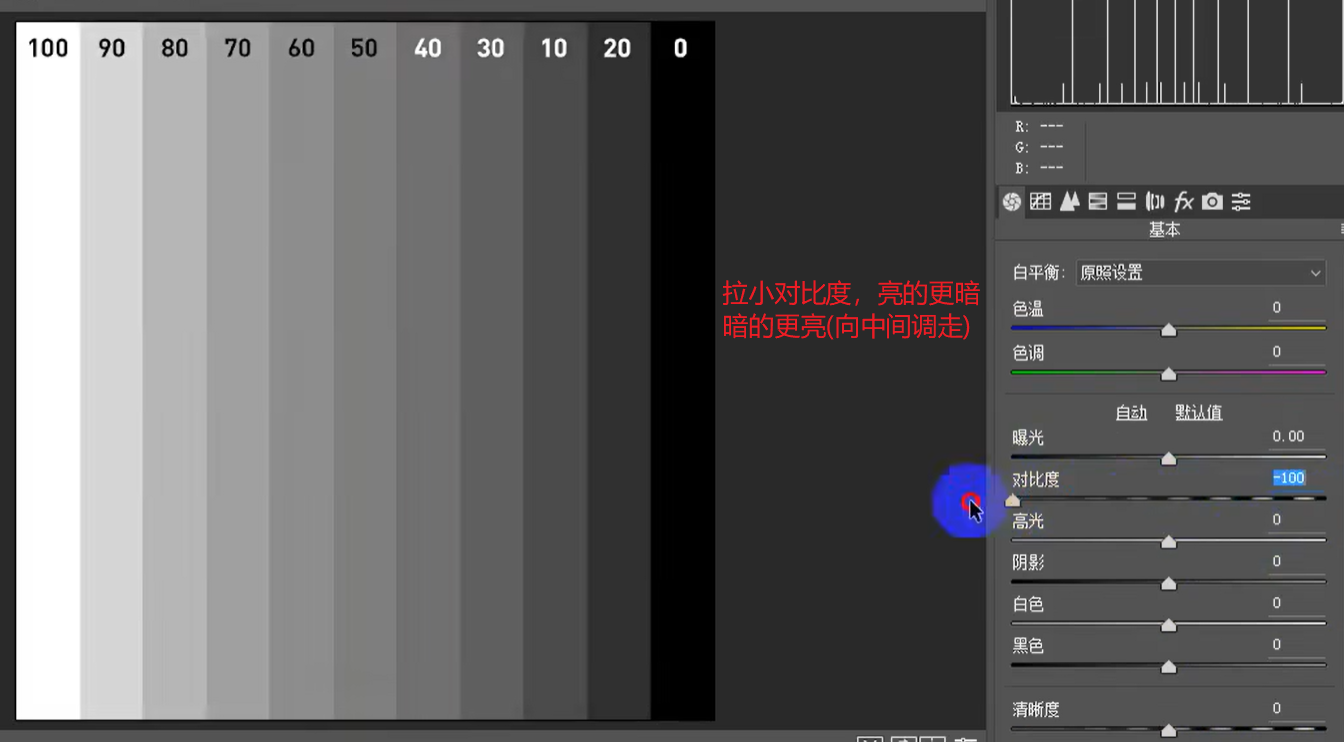 100 90 80 70 60 50 40 30 10 20 0
R: ---
G: ---
B: ---
fx
基本
白平衡: 原照设置
色温 0
色调 0
自动 默认值
曝光 0.00
对比度 -100
高光 0
阴影 0
白色 0
黑色 0
清晰度 0
拉小对比度，亮的更暗
暗的更亮(向中间调走)